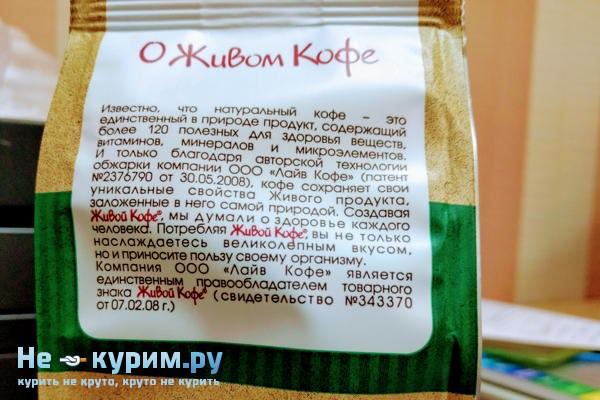 О Живом Кофе
Известно, что натуральный кофе – это
единственный в природе продукт, содержащий
более 120 полезных для здоровья веществ,
витаминов, минералов и микроэлементов.
И только благодаря авторской технологии
обжарки компании ООО «Лайв Кофе» (патент
№2376790 от 30.05.2008), кофе сохраняет свои
уникальные свойства Живого продукта,
заложенные в него самой природой. Создавая
Живой Кофе®, мы думали о здоровье каждого
человека. Потребляя Живой Кофе®, вы не только
наслаждаетесь великолепным вкусом,
но и приносите пользу своему организму.
Компания ООО «Лайв Кофе» является
единственным правообладателем товарного
знака Живой Кофе® (свидетельство №343370
от 07.02.08 г.)
Не - курим.ру
курить не круто, круто не курить